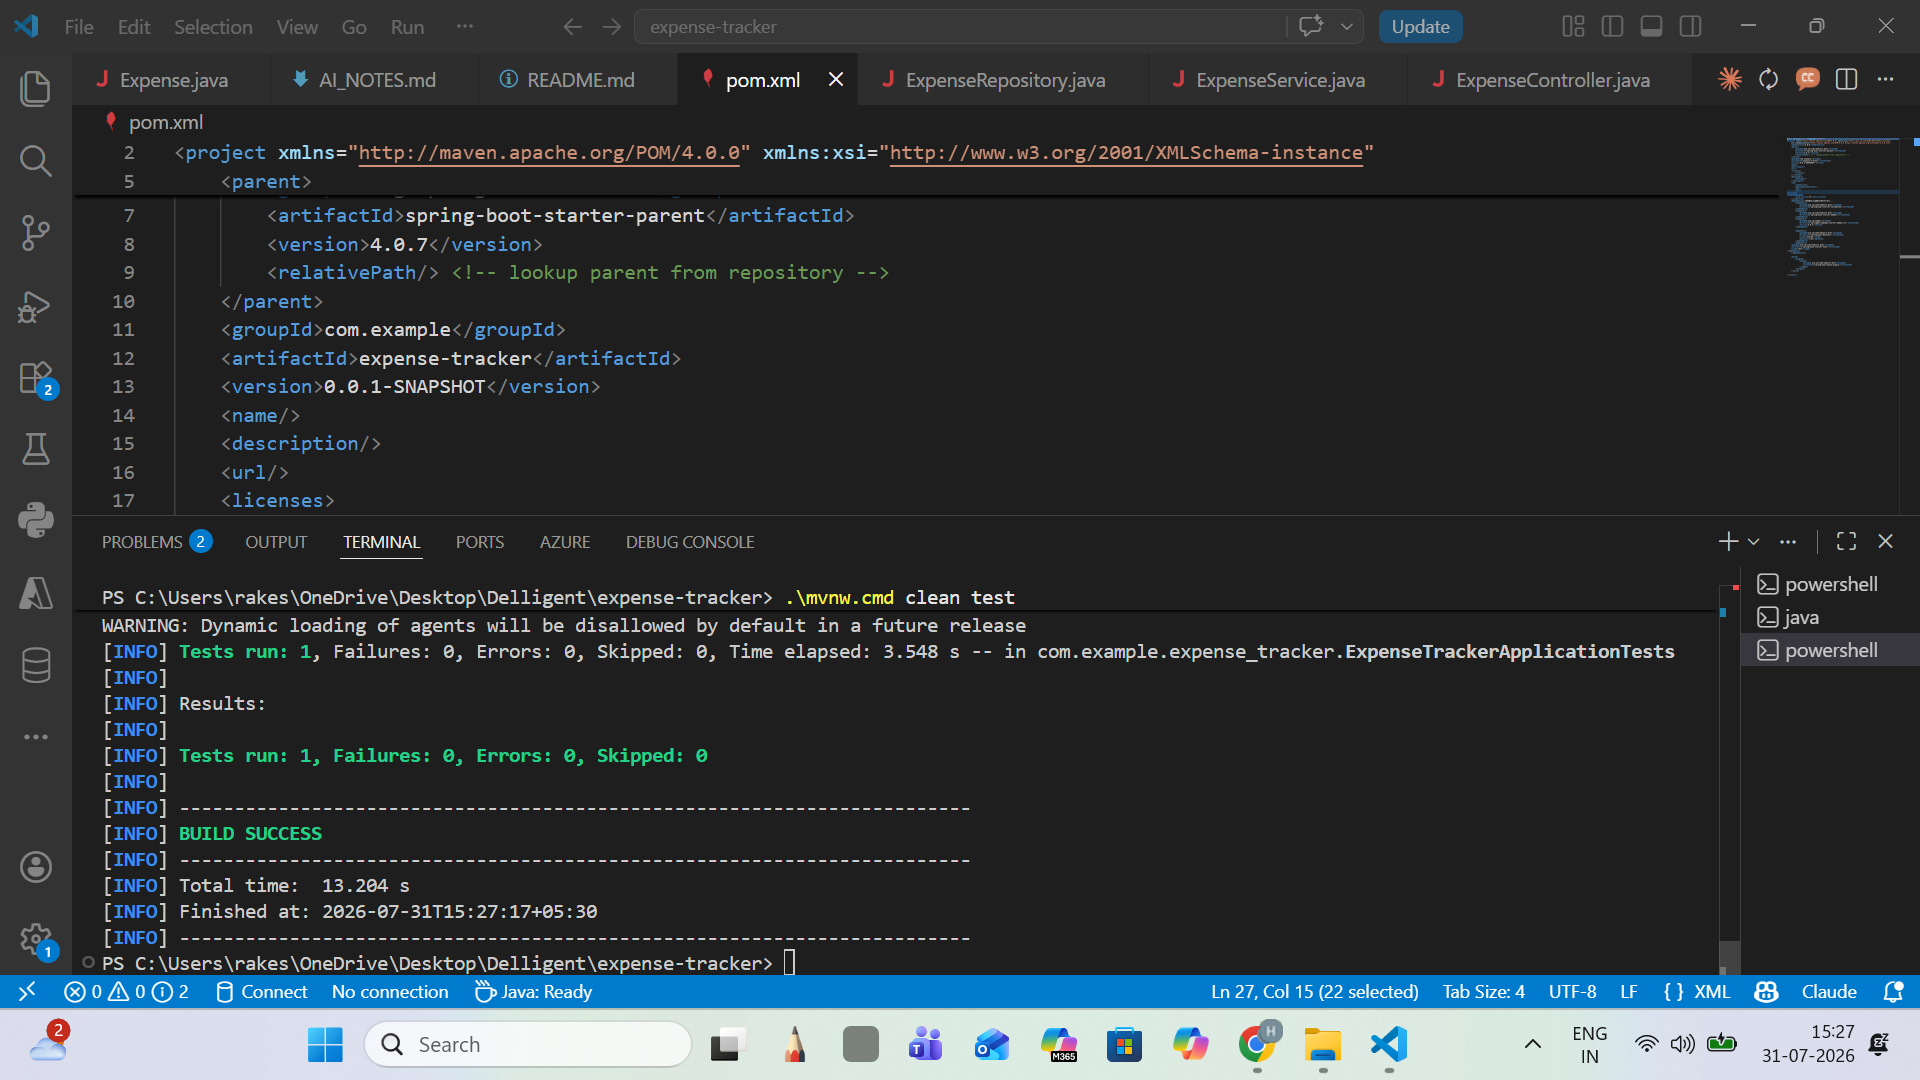 File Edit Selection View Go Run ··· expense-tracker Update
Expense.java AI_NOTES.md README.md pom.xml ExpenseRepository.java ExpenseService.java ExpenseController.java
pom.xml
2 <project xmlns="http://maven.apache.org/POM/4.0.0" xmlns:xsi="http://www.w3.org/2001/XMLSchema-instance"
5 <parent>
7 <artifactId>spring-boot-starter-parent</artifactId>
8 <version>4.0.7</version>
9 <relativePath/> <!-- lookup parent from repository -->
10 </parent>
11 <groupId>com.example</groupId>
12 <artifactId>expense-tracker</artifactId>
13 <version>0.0.1-SNAPSHOT</version>
14 <name/>
15 <description/>
16 <url/>
17 <licenses>
PROBLEMS 2 OUTPUT TERMINAL PORTS AZURE DEBUG CONSOLE
PS C:\Users\rakes\OneDrive\Desktop\Delligent\expense-tracker> .\mvnw.cmd clean test
WARNING: Dynamic loading of agents will be disallowed by default in a future release
[INFO] Tests run: 1, Failures: 0, Errors: 0, Skipped: 0, Time elapsed: 3.548 s -- in com.example.expense_tracker.ExpenseTrackerApplicationTests
[INFO]
[INFO] Results:
[INFO]
[INFO] Tests run: 1, Failures: 0, Errors: 0, Skipped: 0
[INFO]
[INFO] ------------------------------------------------------------------------
[INFO] BUILD SUCCESS
[INFO] ------------------------------------------------------------------------
[INFO] Total time:  13.204 s
[INFO] Finished at: 2026-07-31T15:27:17+05:30
[INFO] ------------------------------------------------------------------------
PS C:\Users\rakes\OneDrive\Desktop\Delligent\expense-tracker>
powershell
java
powershell
2
1
0 0 2 Connect No connection Java: Ready Ln 27, Col 15 (22 selected) Tab Size: 4 UTF-8 LF { } XML Claude
2 Search M365 H ENG IN 15:27 31-07-2026